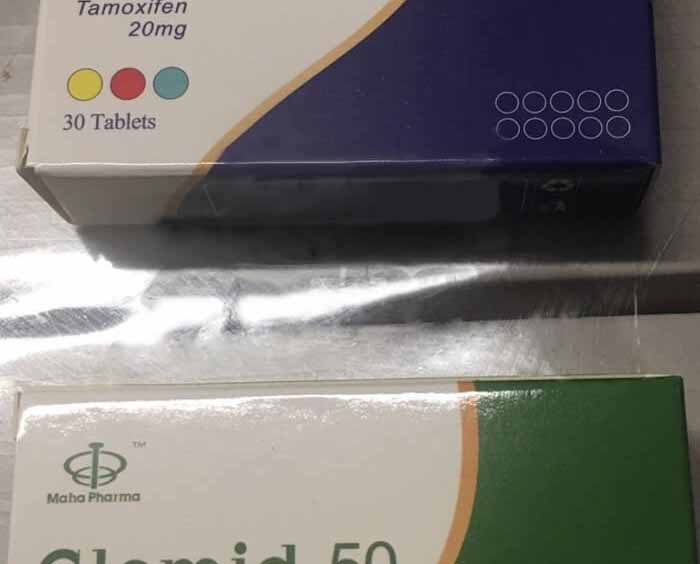 Tamoxifen
20mg
30 Tablets
TM
Maha Pharma
Clomid 50